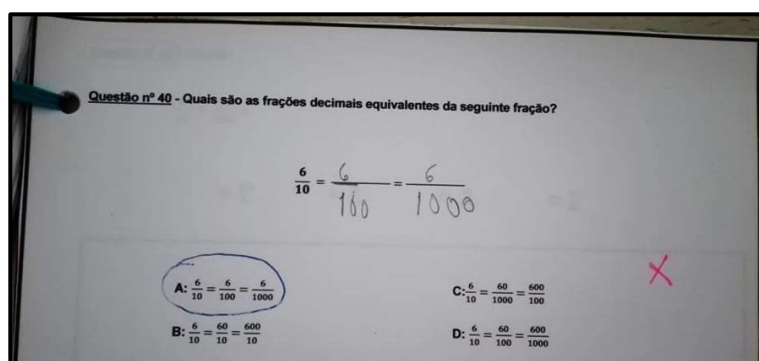 Questão nº 40 - Quais são as frações decimais equivalentes da seguinte fração?
6/10 = 6/100 = 6/1000
A: 6/10 = 6/100 = 6/1000
C: 6/10 = 60/1000 = 600/100
B: 6/10 = 60/10 = 600/10
D: 6/10 = 60/100 = 600/1000